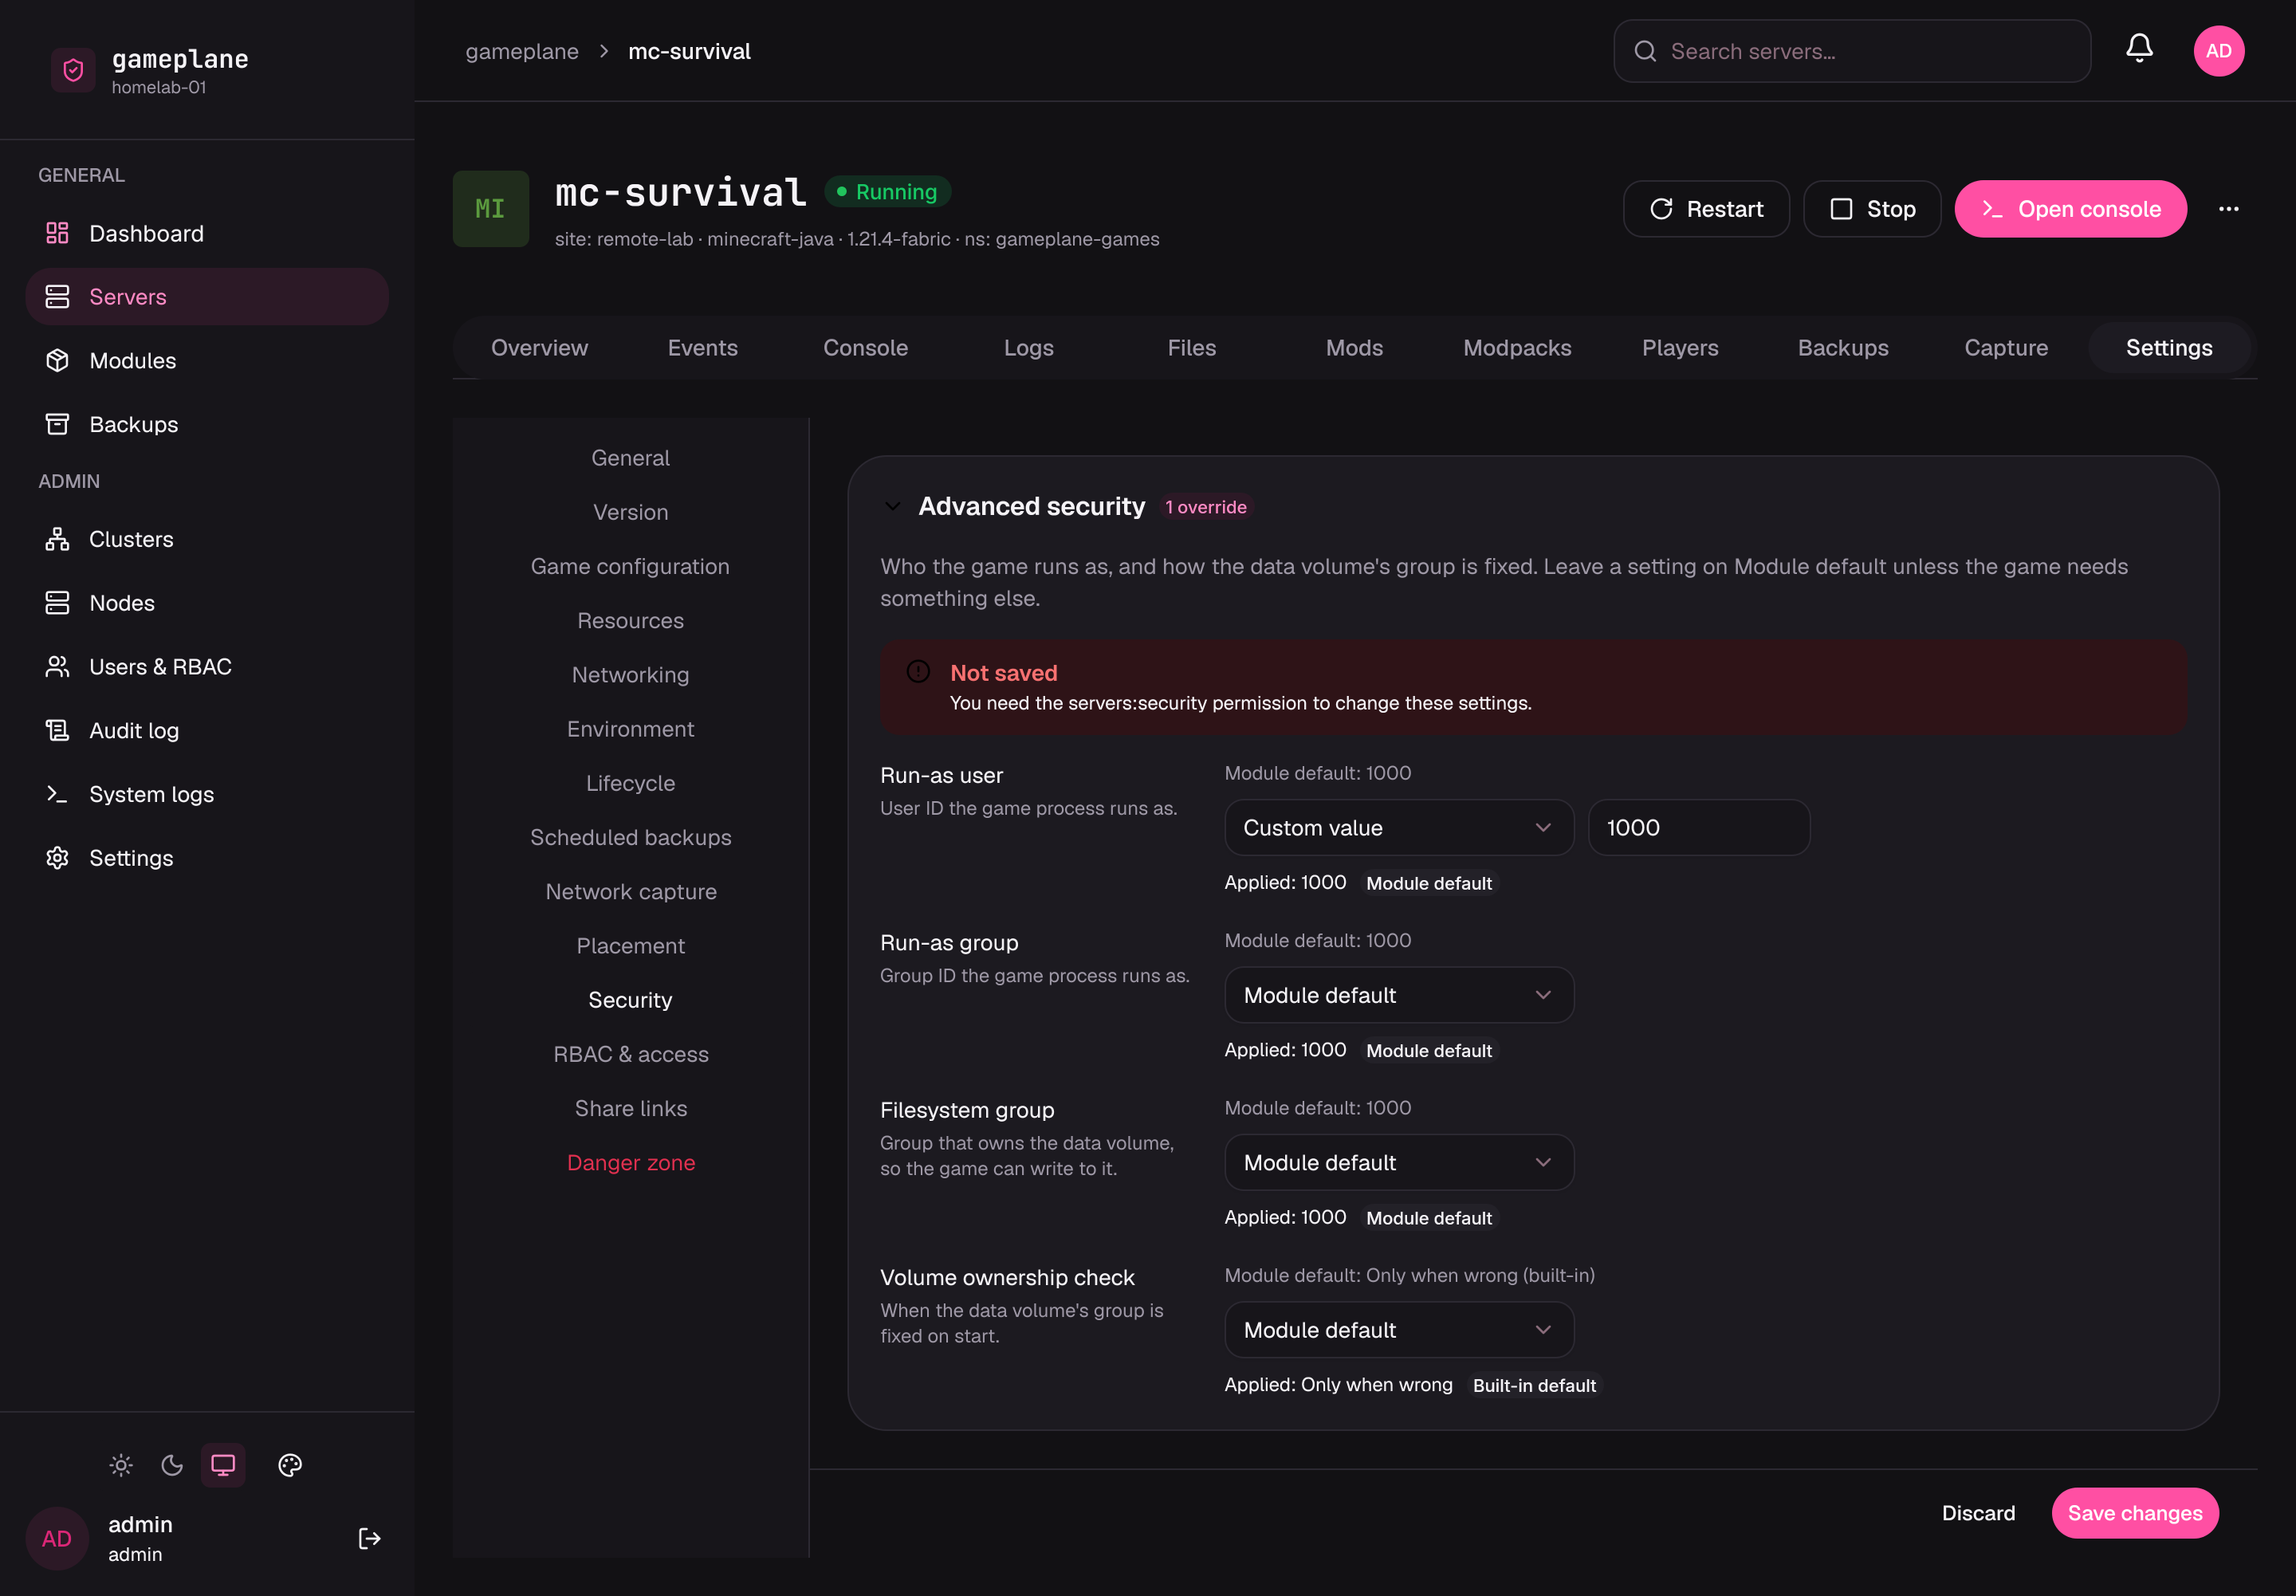 gameplane
homelab-01
GENERAL
Dashboard
Servers
Modules
Backups
ADMIN
Clusters
Nodes
Users & RBAC
Audit log
System logs
Settings
AD
admin
admin
gameplane > mc-survival
Search servers...
AD
MI
mc-survival
Running
site: remote-lab · minecraft-java · 1.21.4-fabric · ns: gameplane-games
Restart
Stop
Open console
Overview
Events
Console
Logs
Files
Mods
Modpacks
Players
Backups
Capture
Settings
General
Version
Game configuration
Resources
Networking
Environment
Lifecycle
Scheduled backups
Network capture
Placement
Security
RBAC & access
Share links
Danger zone
Advanced security 1 override
Who the game runs as, and how the data volume's group is fixed. Leave a setting on Module default unless the game needs
something else.
Not saved
You need the servers:security permission to change these settings.
Run-as user
User ID the game process runs as.
Module default: 1000
Custom value
1000
Applied: 1000 Module default
Run-as group
Group ID the game process runs as.
Module default: 1000
Module default
Applied: 1000 Module default
Filesystem group
Group that owns the data volume,
so the game can write to it.
Module default: 1000
Module default
Applied: 1000 Module default
Volume ownership check
When the data volume's group is
fixed on start.
Module default: Only when wrong (built-in)
Module default
Applied: Only when wrong Built-in default
Discard
Save changes